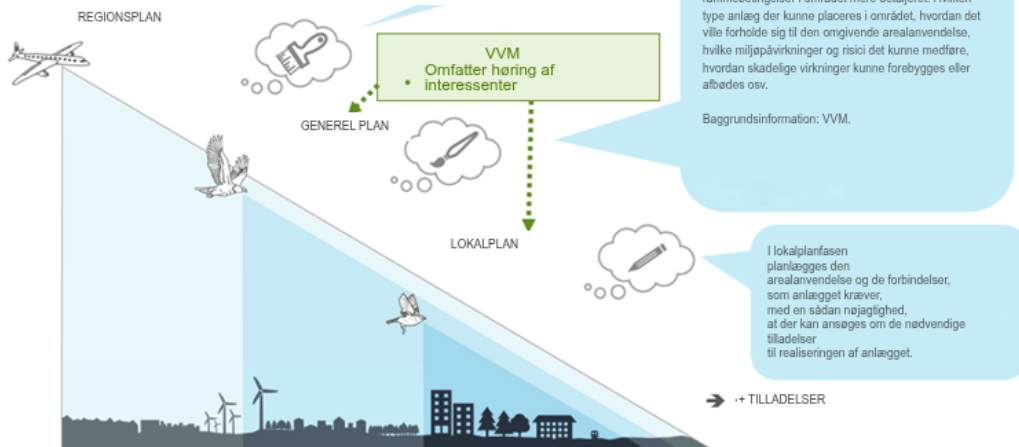 REGIONSPLAN
type anlæg der kunne placeres i området, hvordan det
ville forholde sig til den omgivende arealanvendelse,
hvilke miljøpåvirkninger og risici det kunne medføre,
hvordan skadelige virkninger kunne forebygges eller
afbødes osv.
Baggrundsinformation: VVM.
VVM
Omfatter høring af
• interessenter
GENEREL PLAN
LOKALPLAN
I lokalplanfasen
planlægges den
arealanvendelse og de forbindelser,
som anlægget kræver,
med en sådan nøjagtighed,
at der kan ansøges om de nødvendige
tilladelser
til realiseringen af anlægget.
·+ TILLADELSER